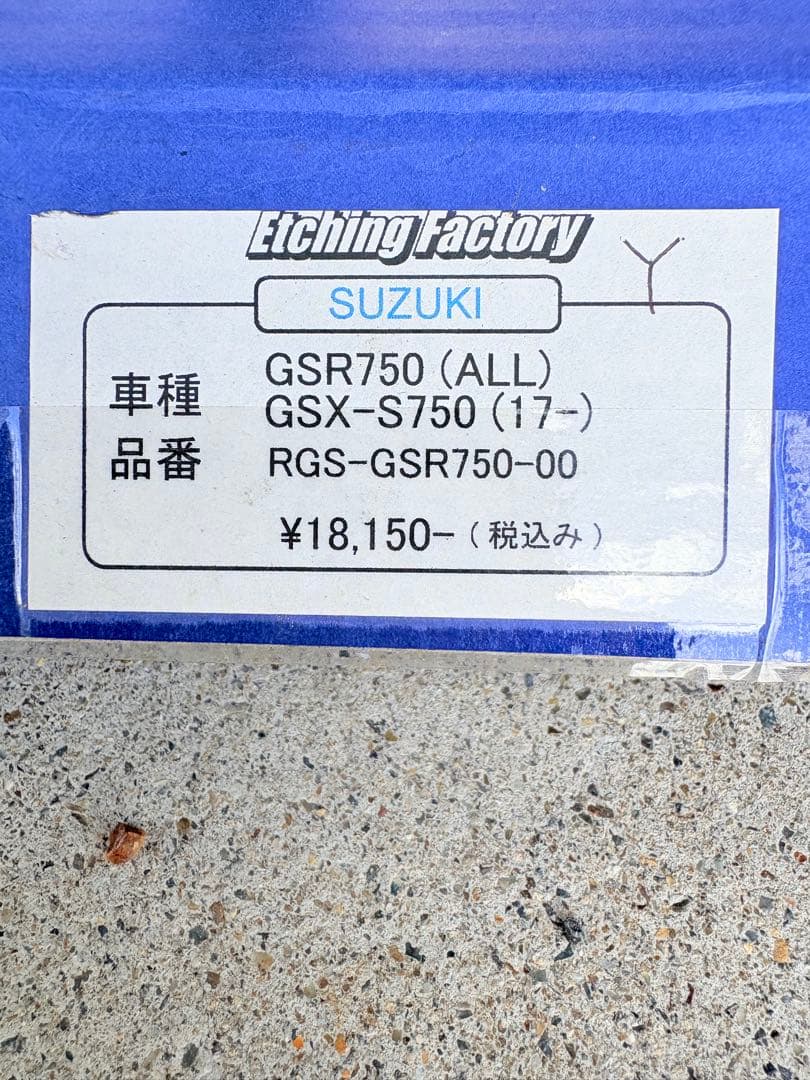 Etching Factory
Y
SUZUKI
車種 GSR750 (ALL)
GSX-S750 (17-)
品番 RGS-GSR750-00
¥18,150- (税込み)